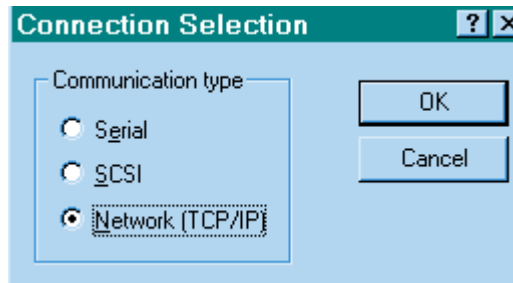 Connection Selection
Communication type
Serial
SCSI
Network (TCP/IP)
OK
Cancel